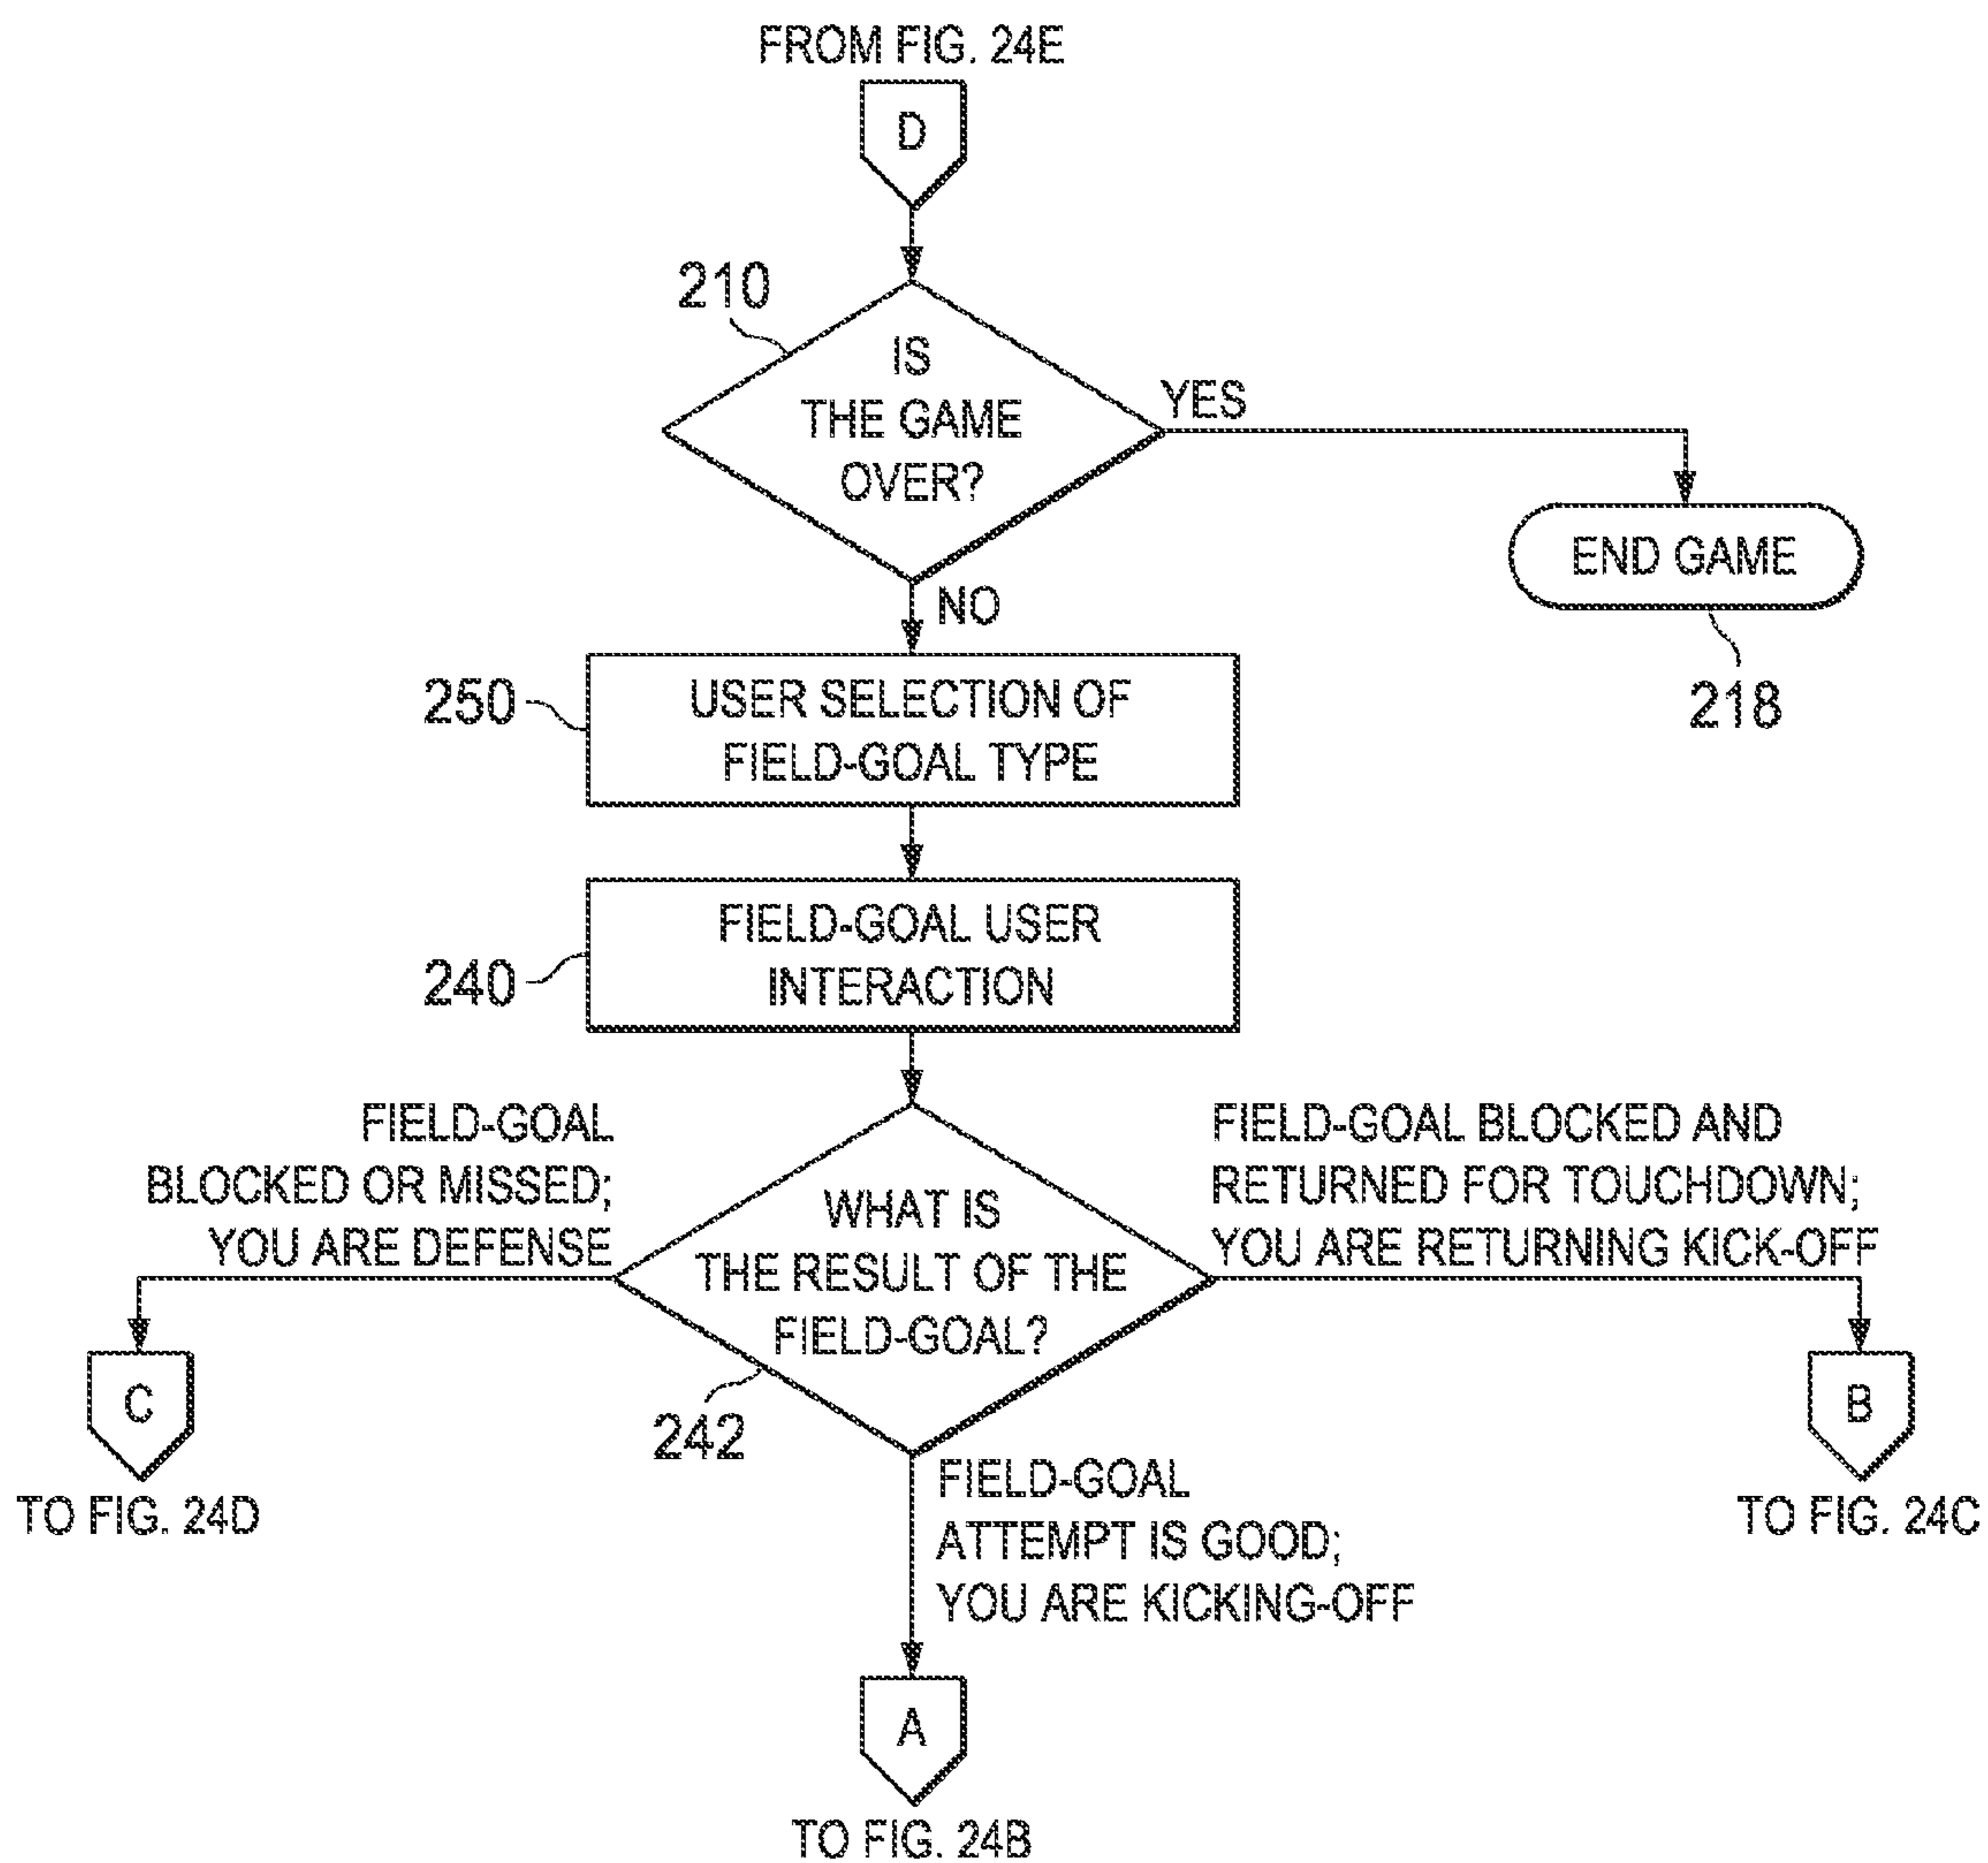 FROM FIG. 24E
D
210
IS
THE GAME
OVER?
YES
END GAME
218
NO
250
USER SELECTION OF
FIELD-GOAL TYPE
240
FIELD-GOAL USER
INTERACTION
FIELD-GOAL
BLOCKED OR MISSED;
YOU ARE DEFENSE
WHAT IS
THE RESULT OF THE
FIELD-GOAL?
242
FIELD-GOAL BLOCKED AND
RETURNED FOR TOUCHDOWN;
YOU ARE RETURNING KICK-OFF
C
TO FIG. 24D
B
TO FIG. 24C
FIELD-GOAL
ATTEMPT IS GOOD;
YOU ARE KICKING-OFF
A
TO FIG. 24B